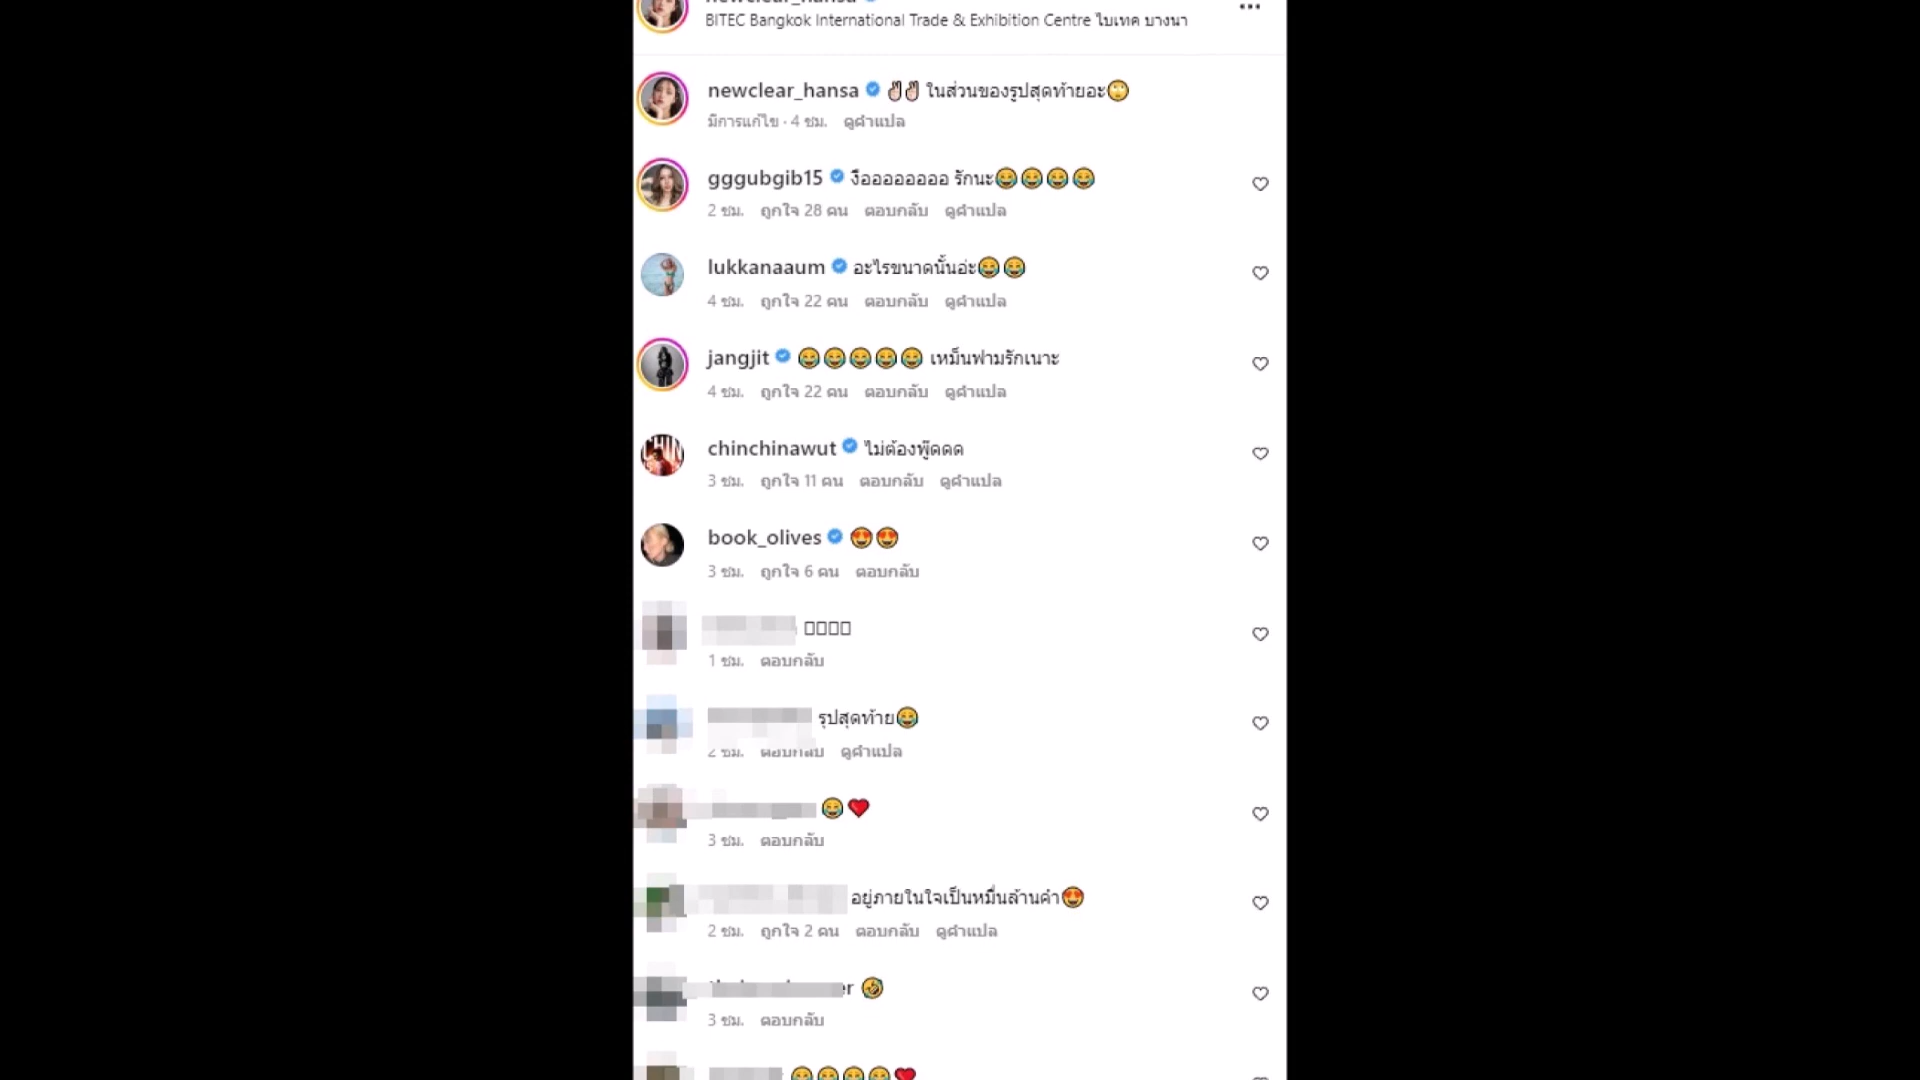 BITEC Bangkok International Trade & Exhibition Centre ไบเทค บางนา
newclear_hansa ✌🏻✌🏻 ในส่วนของรูปสุดท้ายอะ🙄
มีการแก้ไข · 4 ชม. ดูคำแปล
gggubgib15 งือออออออออ รักนะ😂😂😂😂
2 ชม. ถูกใจ 28 คน ตอบกลับ ดูคำแปล
lukkanaaum อะไรขนาดนั้นอ่ะ😂😂
4 ชม. ถูกใจ 22 คน ตอบกลับ ดูคำแปล
jangjit 😂😂😂😂😂 เหม็นฟามรักเนาะ
4 ชม. ถูกใจ 22 คน ตอบกลับ ดูคำแปล
chinchinawut ไม่ต้องพู๊ดดด
3 ชม. ถูกใจ 11 คน ตอบกลับ ดูคำแปล
book_olives 😍😍
3 ชม. ถูกใจ 6 คน ตอบกลับ
1 ชม. ตอบกลับ
รุปสุดท้าย😂
2 ชม. ตอบกลับ ดูคำแปล
😂❤️
3 ชม. ตอบกลับ
อยู่ภายในใจเป็นหมื่นล้านคำ😍
2 ชม. ถูกใจ 2 คน ตอบกลับ ดูคำแปล
🤣
3 ชม. ตอบกลับ
😂😂😂😂❤️